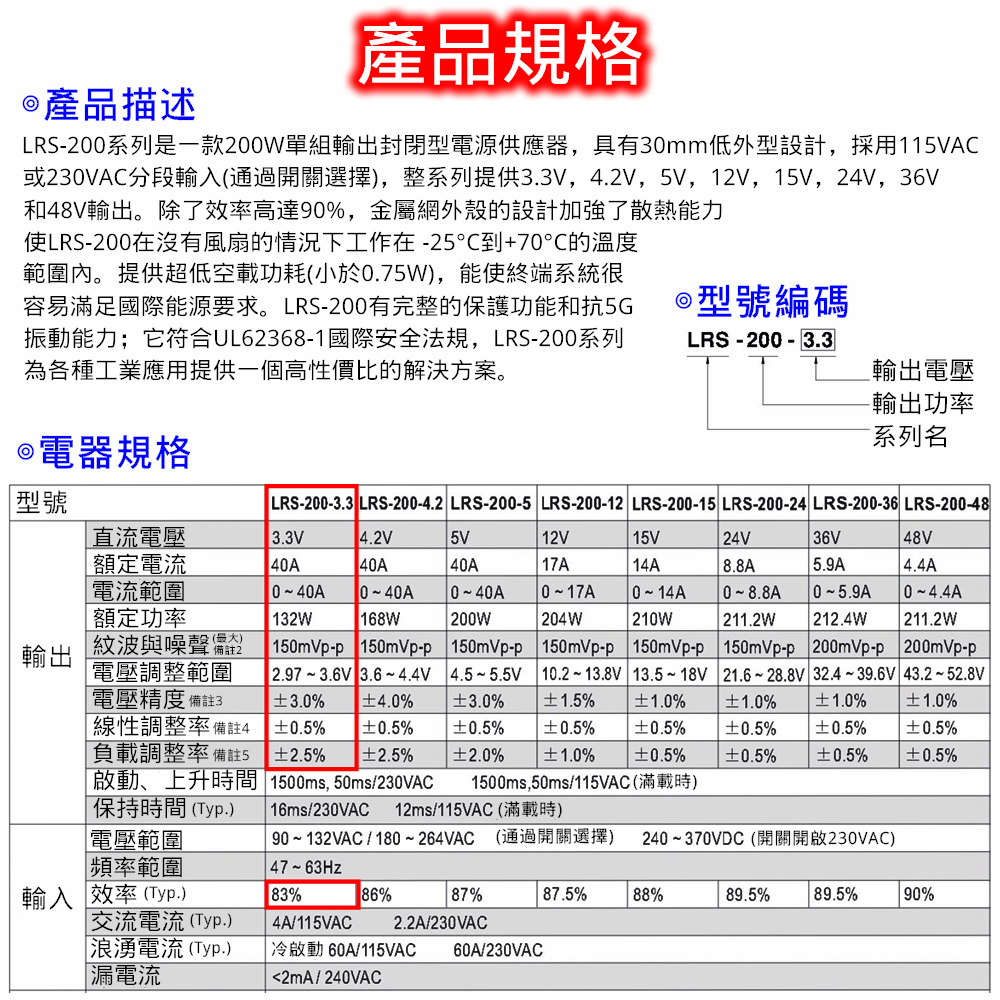 產品規格
◎產品描述
LRS-200系列是一款200W單組輸出封閉型電源供應器，具有30mm低外型設計，採用115VAC
或230VAC分段輸入(通過開關選擇)，整系列提供3.3V，4.2V，5V，12V，15V，24V，36V
和48V輸出。除了效率高達90%，金屬網外殼的設計加強了散熱能力
使LRS-200在沒有風扇的情況下工作在 -25°C到+70°C的溫度
範圍內。提供超低空載功耗(小於0.75W)，能使終端系統很
容易滿足國際能源要求。LRS-200有完整的保護功能和抗5G
振動能力；它符合UL62368-1國際安全法規，LRS-200系列
為各種工業應用提供一個高性價比的解決方案。
◎型號編碼
LRS - 200 - 3.3
輸出電壓
輸出功率
系列名
◎電器規格
型號 LRS-200-3.3 LRS-200-4.2 LRS-200-5 LRS-200-12 LRS-200-15 LRS-200-24 LRS-200-36 LRS-200-48
輸出
直流電壓 3.3V 4.2V 5V 12V 15V 24V 36V 48V
額定電流 40A 40A 40A 17A 14A 8.8A 5.9A 4.4A
電流範圍 0 ~ 40A 0 ~ 40A 0 ~ 40A 0 ~ 17A 0 ~ 14A 0 ~ 8.8A 0 ~ 5.9A 0 ~ 4.4A
額定功率 132W 168W 200W 204W 210W 211.2W 212.4W 211.2W
紋波與噪聲 (最大) 備註2 150mVp-p 150mVp-p 150mVp-p 150mVp-p 150mVp-p 150mVp-p 200mVp-p 200mVp-p
電壓調整範圍 2.97 ~ 3.6V 3.6 ~ 4.4V 4.5 ~ 5.5V 10.2 ~ 13.8V 13.5 ~ 18V 21.6 ~ 28.8V 32.4 ~ 39.6V 43.2 ~ 52.8V
電壓精度 備註3 ±3.0% ±4.0% ±3.0% ±1.5% ±1.0% ±1.0% ±1.0% ±1.0%
線性調整率 備註4 ±0.5% ±0.5% ±0.5% ±0.5% ±0.5% ±0.5% ±0.5% ±0.5%
負載調整率 備註5 ±2.5% ±2.5% ±2.0% ±1.0% ±0.5% ±0.5% ±0.5% ±0.5%
啟動、上升時間 1500ms, 50ms/230VAC 1500ms,50ms/115VAC (滿載時)
保持時間 (Typ.) 16ms/230VAC 12ms/115VAC (滿載時)
輸入
電壓範圍 90 ~ 132VAC / 180 ~ 264VAC (通過開關選擇) 240 ~ 370VDC (開關開啟230VAC)
頻率範圍 47 ~ 63Hz
效率 (Typ.) 83% 86% 87% 87.5% 88% 89.5% 89.5% 90%
交流電流 (Typ.) 4A/115VAC 2.2A/230VAC
浪湧電流 (Typ.) 冷啟動 60A/115VAC 60A/230VAC
漏電流 <2mA / 240VAC